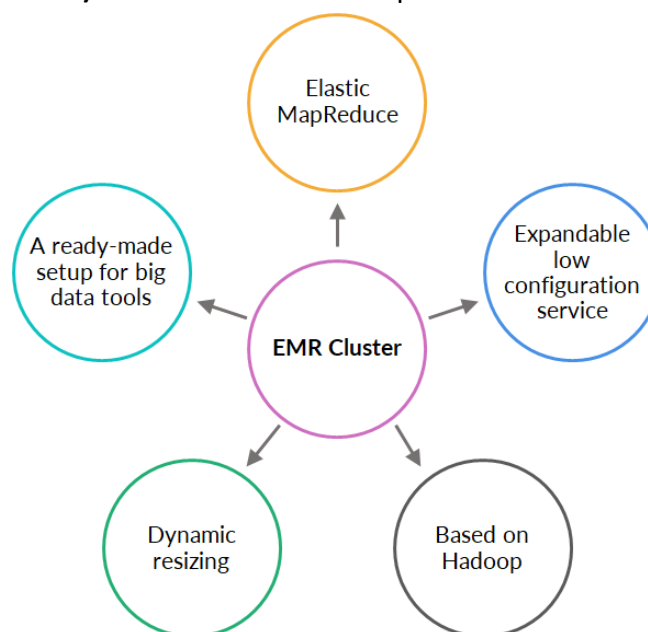 Elastic
MapReduce
A ready-made
setup for big
data tools
Expandable
low
configuration
service
EMR Cluster
Dynamic
resizing
Based on
Hadoop